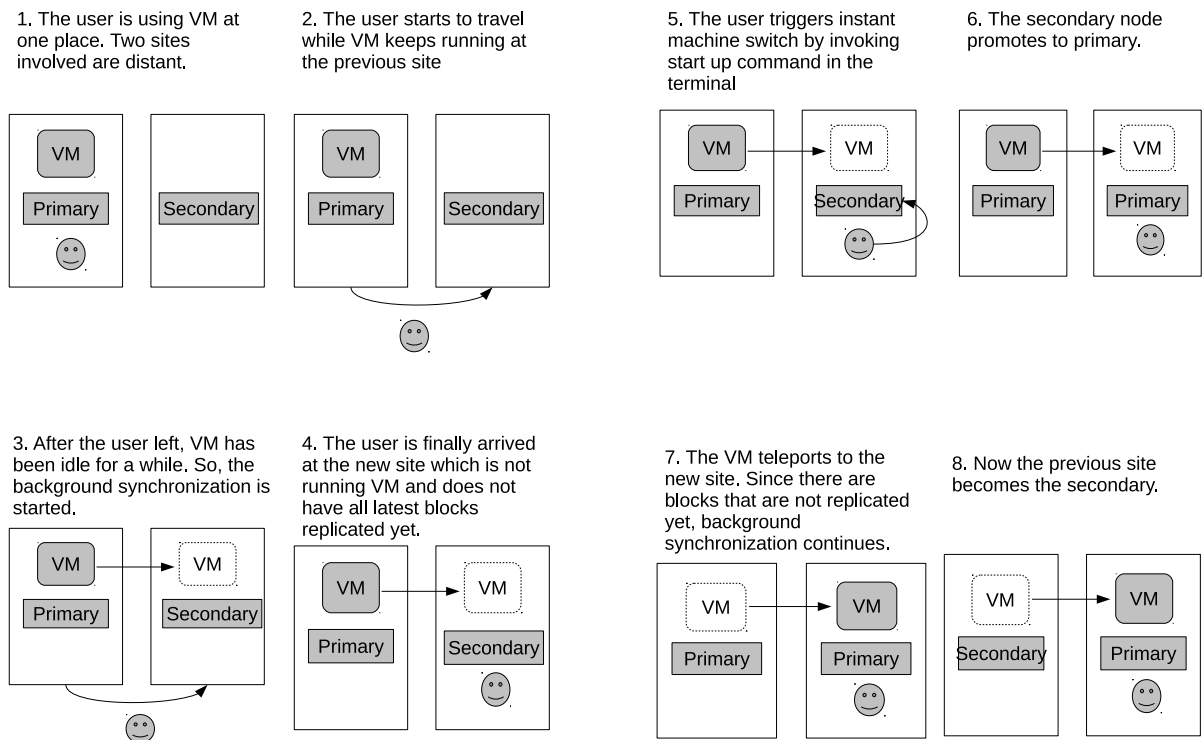 1. The user is using VM at
one place. Two sites
involved are distant.
VM
Primary
Secondary
2. The user starts to travel
while VM keeps running at
the previous site
VM
Primary
Secondary
3. After the user left, VM has
been idle for a while. So, the
background synchronization is
started.
VM
VM
Primary
Secondary
4. The user is finally arrived
at the new site which is not
running VM and does not
have all latest blocks
replicated yet.
VM
VM
Primary
Secondary
5. The user triggers instant
machine switch by invoking
start up command in the
terminal
VM
VM
Primary
Secondary
6. The secondary node
promotes to primary.
VM
VM
Primary
Primary
7. The VM teleports to the
new site. Since there are
blocks that are not replicated
yet, background
synchronization continues.
VM
VM
Primary
Primary
8. Now the previous site
becomes the secondary.
VM
VM
Secondary
Primary